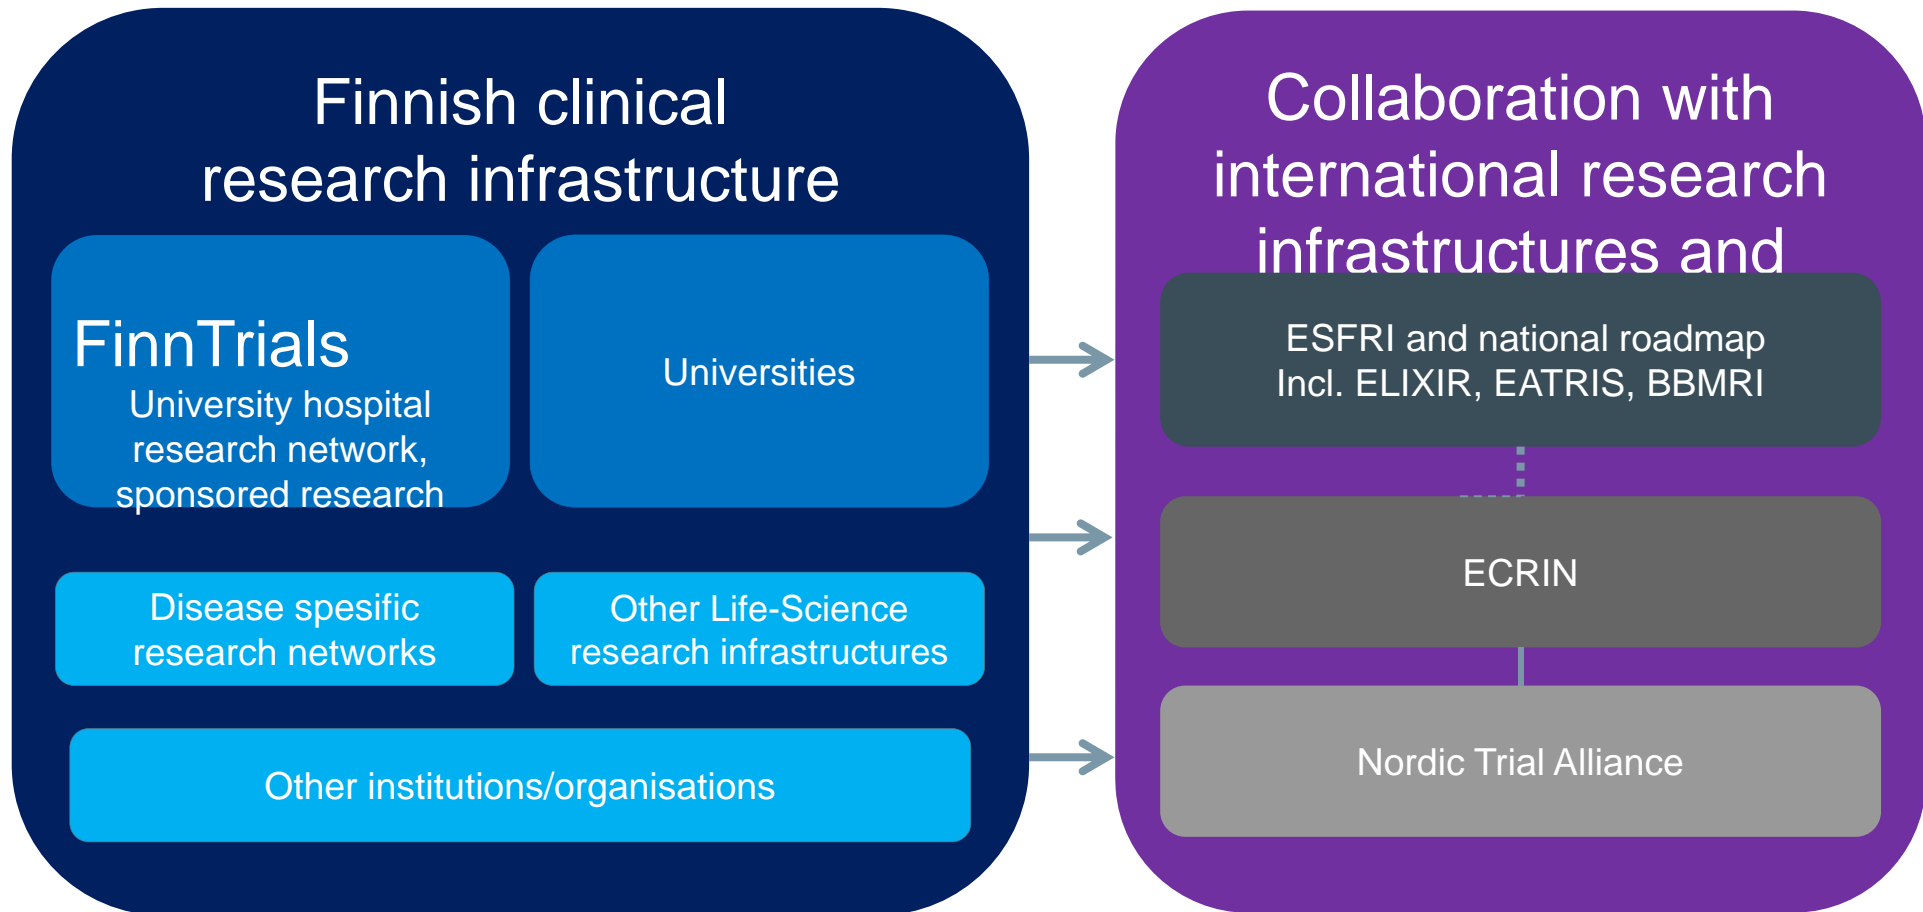 Finnish clinical
research infrastructure
FinnTrials
University hospital
research network,
sponsored research
Universities
Disease spesific
research networks
Other Life-Science
research infrastructures
Other institutions/organisations
Collaboration with
international research
infrastructures and
ESFRI and national roadmap
Incl. ELIXIR, EATRIS, BBMRI
ECRIN
Nordic Trial Alliance